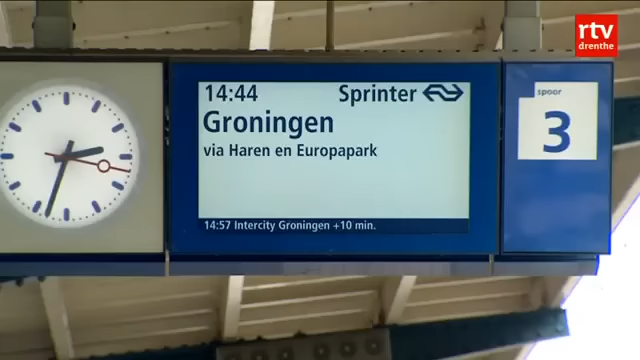 rtv
drenthe
14:44 Sprinter
Groningen
via Haren en Europapark
14:57 Intercity Groningen +10 min.
spoor
3